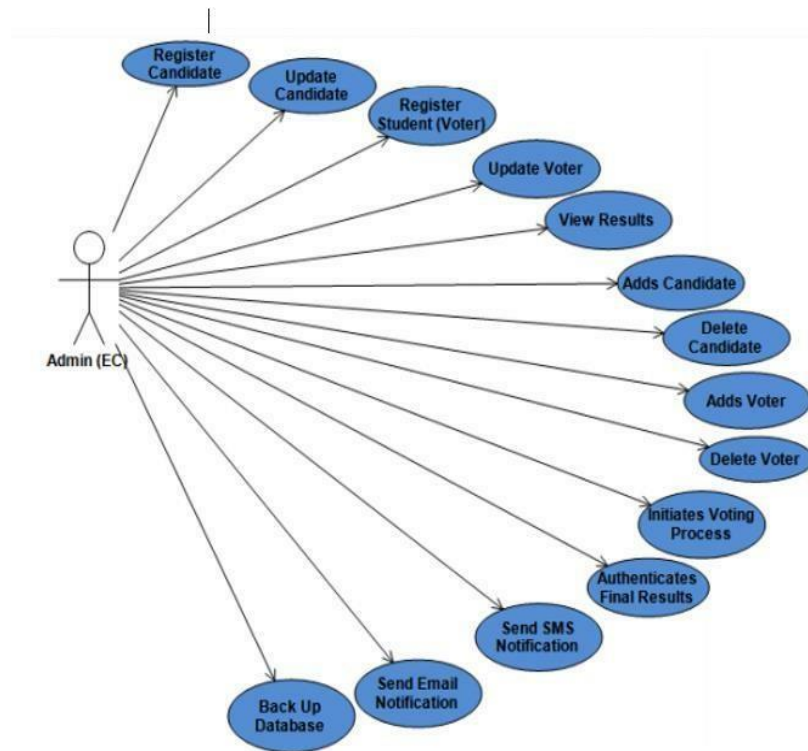 Register
Candidate
Update
Candidate
Register
Student (Voter)
Update Voter
View Results
Adds Candidate
Delete
Candidate
Admin (EC)
Adds Voter
Delete Voter
Initiates Voting
Process
Authenticates
Final Results
Send SMS
Notification
Send Email
Notification
Back Up
Database